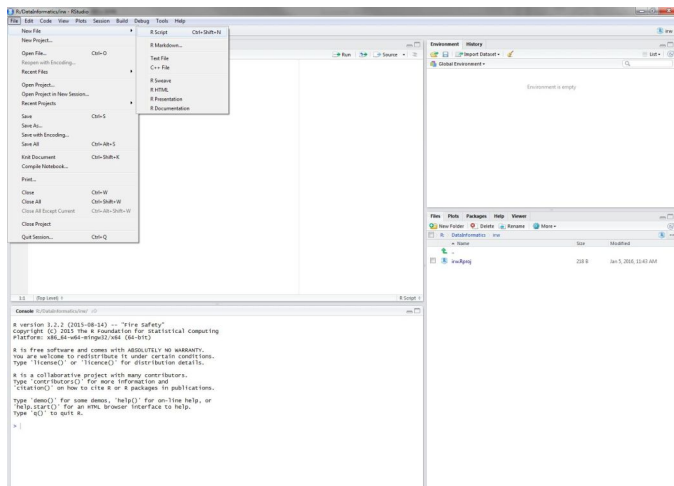 R:/DataInformatics/inw - RStudio
File Edit Code View Plots Session Build Debug Tools Help
New File
New Project...
Open File... Ctrl+O
Reopen with Encoding...
Recent Files
Open Project...
Open Project in New Session...
Recent Projects
Save Ctrl+S
Save As...
Save with Encoding...
Save All Ctrl+Alt+S
Knit Document Ctrl+Shift+K
Compile Notebook...
Print...
Close Ctrl+W
Close All Ctrl+Shift+W
Close All Except Current Ctrl+Alt+Shift+W
Close Project
Quit Session... Ctrl+Q
R Script Ctrl+Shift+N
R Markdown...
Text File
C++ File
R Sweave
R HTML
R Presentation
R Documentation
Run Source
1:1 (Top Level) R Script
Console R:/DataInformatics/inw/
R version 3.2.2 (2015-08-14) -- "Fire Safety"
Copyright (C) 2015 The R Foundation for Statistical Computing
Platform: x86_64-w64-mingw32/x64 (64-bit)
R is free software and comes with ABSOLUTELY NO WARRANTY.
You are welcome to redistribute it under certain conditions.
Type 'license()' or 'licence()' for distribution details.
R is a collaborative project with many contributors.
Type 'contributors()' for more information and
'citation()' on how to cite R or R packages in publications.
Type 'demo()' for some demos, 'help()' for on-line help, or
'help.start()' for an HTML browser interface to help.
Type 'q()' to quit R.
>
inw
Environment History
Import Dataset List
Global Environment
Environment is empty
Files Plots Packages Help Viewer
New Folder Delete Rename More
R: DataInformatics inw
Name Size Modified
..
inw.Rproj 218 B Jan 5, 2016, 11:43 AM